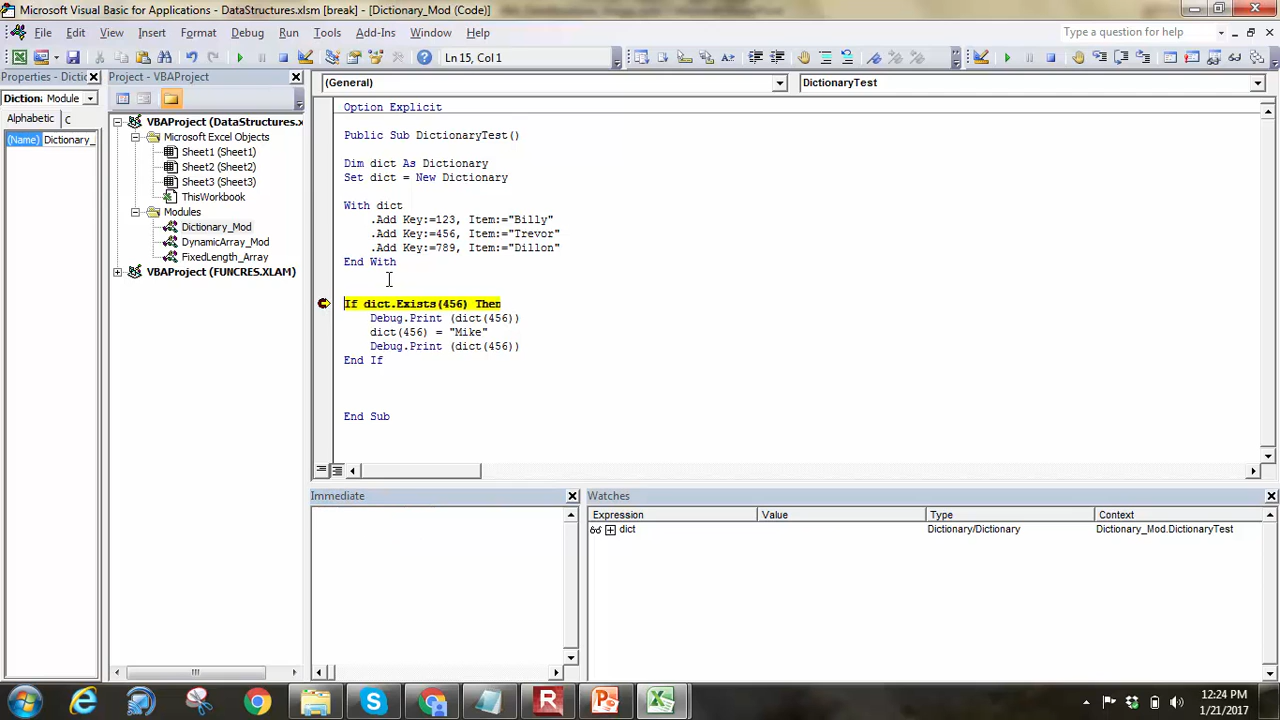 Microsoft Visual Basic for Applications - DataStructures.xlsm [break] - [Dictionary_Mod (Code)]
File Edit View Insert Format Debug Run Tools Add-Ins Window Help
Type a question for help
Ln 15, Col 1
Properties - Dictic
Project - VBAProject
(General)
DictionaryTest
Diction: Module
Alphabetic C
(Name) Dictionary_
VBAProject (DataStructures.x
Microsoft Excel Objects
Sheet1 (Sheet1)
Sheet2 (Sheet2)
Sheet3 (Sheet3)
ThisWorkbook
Modules
Dictionary_Mod
DynamicArray_Mod
FixedLength_Array
VBAProject (FUNCRES.XLAM)
Option Explicit
Public Sub DictionaryTest()
Dim dict As Dictionary
Set dict = New Dictionary
With dict
.Add Key:=123, Item:="Billy"
.Add Key:=456, Item:="Trevor"
.Add Key:=789, Item:="Dillon"
End With
If dict.Exists(456) Then
Debug.Print (dict(456))
dict(456) = "Mike"
Debug.Print (dict(456))
End If
End Sub
Immediate
Watches
Expression Value Type Context
dict Dictionary/Dictionary Dictionary_Mod.DictionaryTest
12:24 PM
1/21/2017